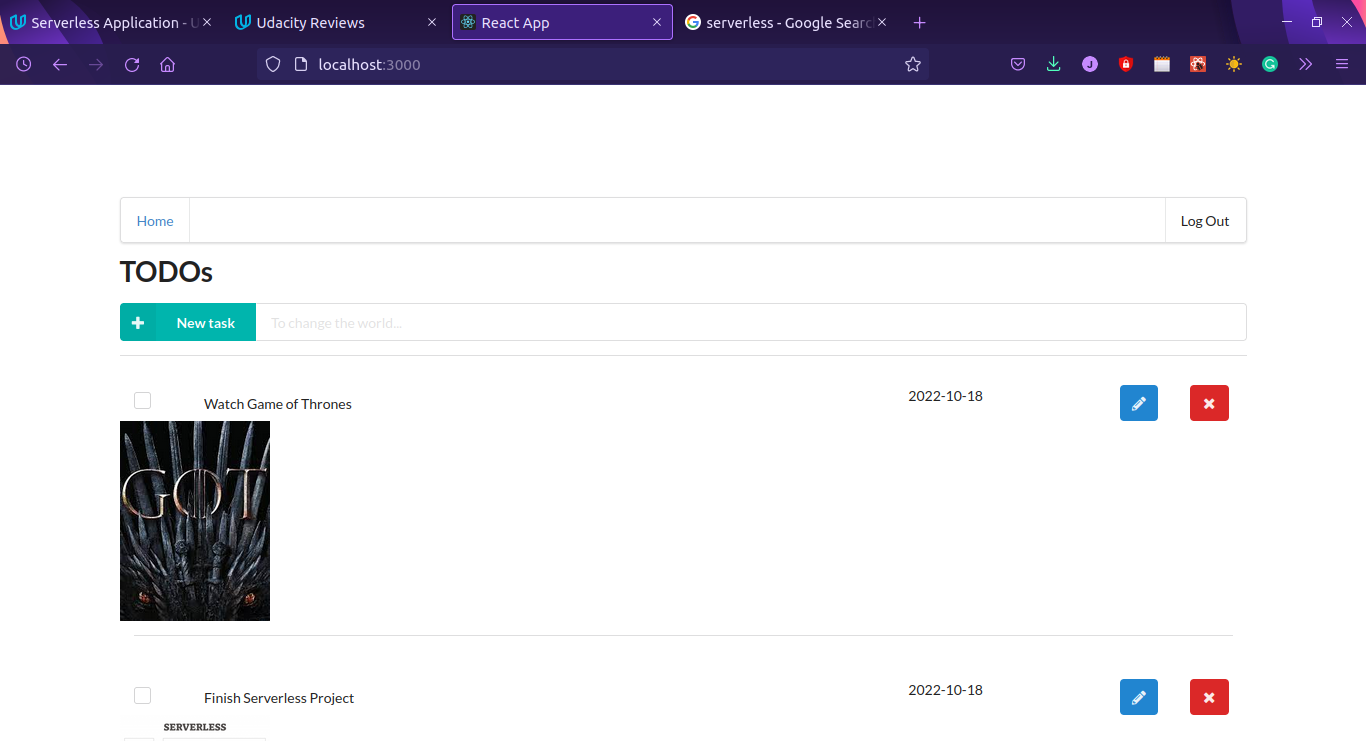 Serverless Application - U
Udacity Reviews
React App
serverless - Google Searc
localhost:3000
J
Home
Log Out
TODOs
New task
To change the world...
Watch Game of Thrones
2022-10-18
GOT
Finish Serverless Project
2022-10-18
SERVERLESS